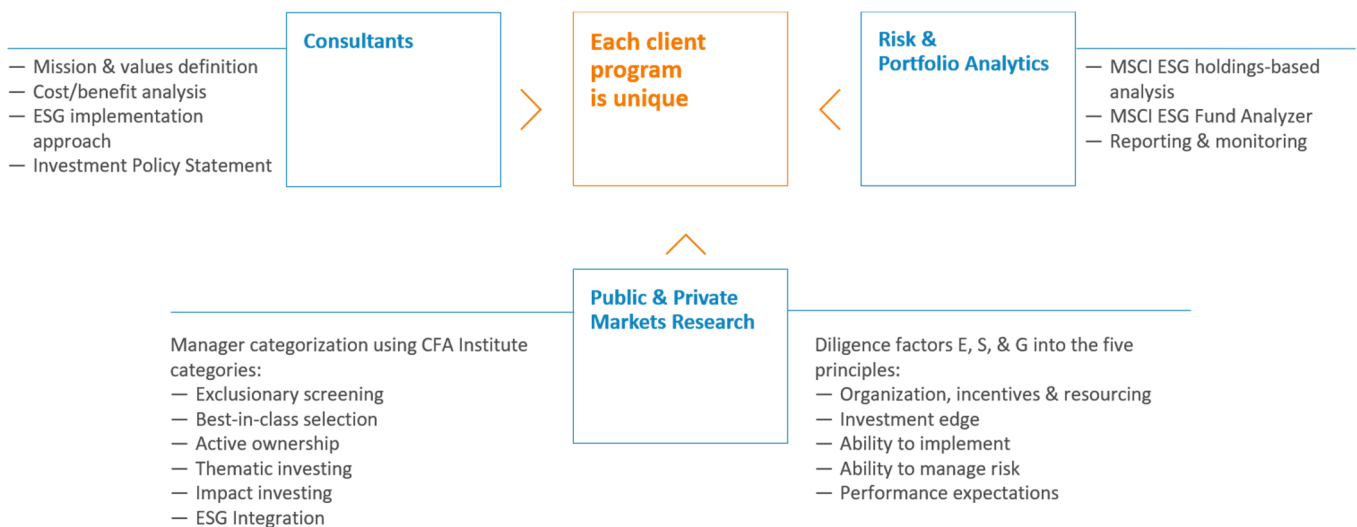 Consultants
— Mission & values definition
— Cost/benefit analysis
— ESG implementation
approach
— Investment Policy Statement
Each client
program
is unique
Risk &
Portfolio Analytics
— MSCI ESG holdings-based
analysis
— MSCI ESG Fund Analyzer
— Reporting & monitoring
Public & Private
Markets Research
Manager categorization using CFA Institute
categories:
— Exclusionary screening
— Best-in-class selection
— Active ownership
— Thematic investing
— Impact investing
— ESG Integration
Diligence factors E, S, & G into the five
principles:
— Organization, incentives & resourcing
— Investment edge
— Ability to implement
— Ability to manage risk
— Performance expectations